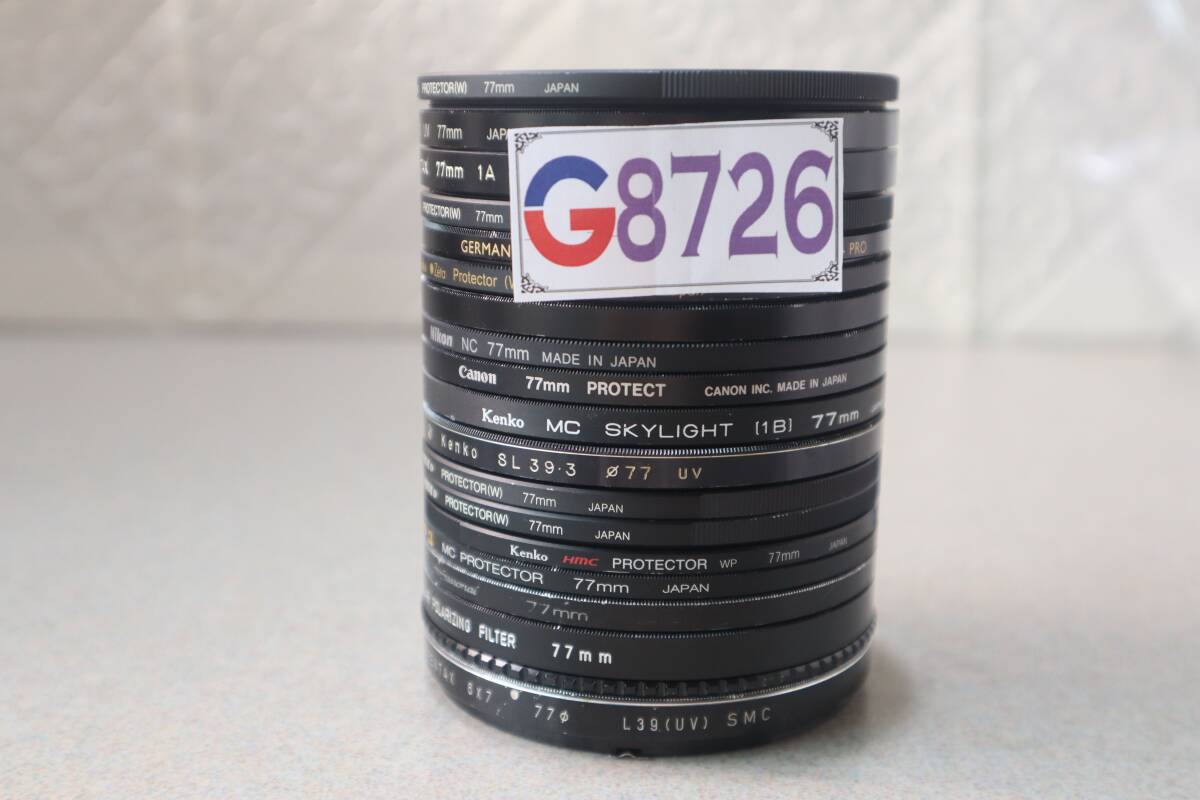 PROTECTOR(W) 77mm JAPAN
UV 77mm
77mm 1A
PROTECTOR(W) 77mm
GERMAN PRO
Zeta Protector
G8726
Nikon NC 77mm MADE IN JAPAN
Canon 77mm PROTECT CANON INC. MADE IN JAPAN
Kenko MC SKYLIGHT [1B] 77mm
Kenko SL39·3 ø77 UV
PROTECTOR(W) 77mm JAPAN
PROTECTOR(W) 77mm JAPAN
Kenko HMC PROTECTOR WP 77mm JAPAN
MC PROTECTOR 77mm JAPAN
77mm
POLARIZING FILTER 77mm
6X7 77ø L39(UV) SMC